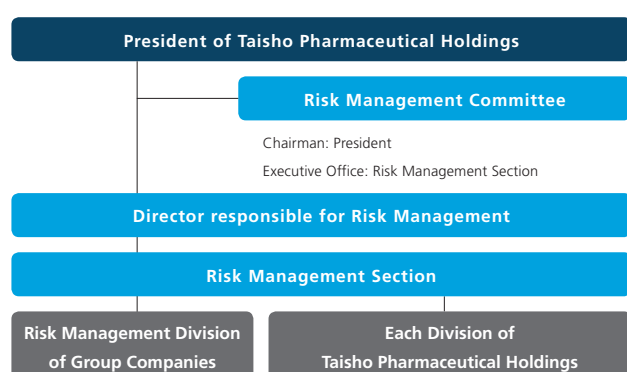 President of Taisho Pharmaceutical Holdings
Risk Management Committee
Chairman: President
Executive Office: Risk Management Section
Director responsible for Risk Management
Risk Management Section
Risk Management Division
of Group Companies
Each Division of
Taisho Pharmaceutical Holdings